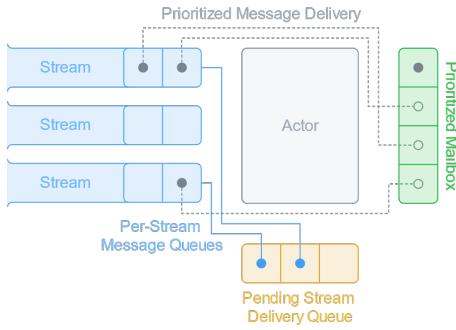 Prioritized Message Delivery
Stream
Stream
Stream
Actor
Prioritized Mailbox
Per-Stream
Message Queues
Pending Stream
Delivery Queue